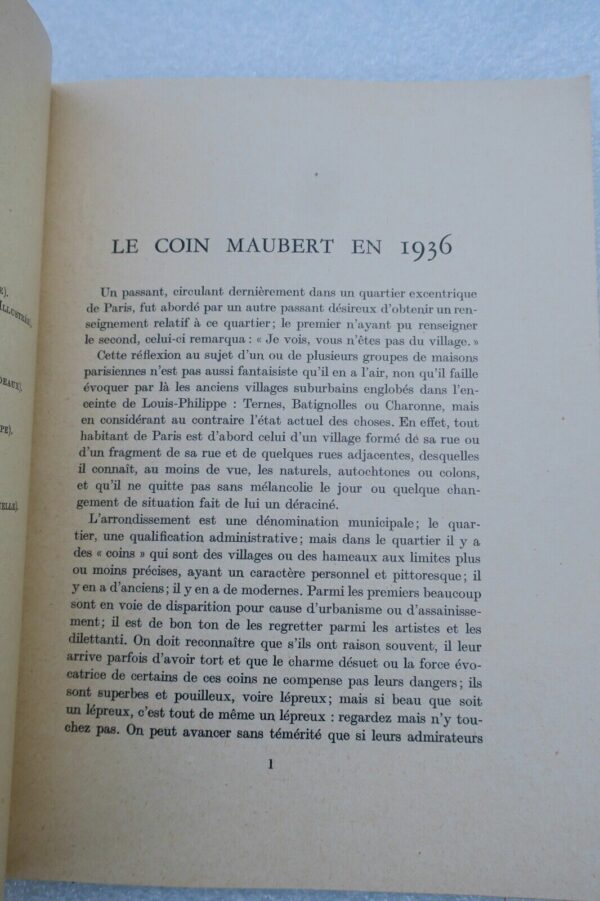 E).
ILLUSTRÉE).
DEAUX).
PE),
UELLE).
LE COIN MAUBERT EN 1936
Un passant, circulant dernièrement dans un quartier excentrique
de Paris, fut abordé par un autre passant désireux d'obtenir un ren-
seignement relatif à ce quartier; le premier n'ayant pu renseigner
le second, celui-ci remarqua : « Je vois, vous n'êtes pas du village. »
Cette réflexion au sujet d'un ou de plusieurs groupes de maisons
parisiennes n'est pas aussi fantaisiste qu'il en a l'air, non qu'il faille
évoquer par là les anciens villages suburbains englobés dans l'en-
ceinte de Louis-Philippe : Ternes, Batignolles ou Charonne, mais
en considérant au contraire l'état actuel des choses. En effet, tout
habitant de Paris est d'abord celui d'un village formé de sa rue ou
d'un fragment de sa rue et de quelques rues adjacentes, desquelles
il connaît, au moins de vue, les naturels, autochtones ou colons,
et qu'il ne quitte pas sans mélancolie le jour ou quelque chan-
gement de situation fait de lui un déraciné.
L'arrondissement est une dénomination municipale; le quar-
tier, une qualification administrative; mais dans le quartier il y a
des « coins » qui sont des villages ou des hameaux aux limites plus
ou moins précises, ayant un caractère personnel et pittoresque; il
y en a d'anciens; il y en a de modernes. Parmi les premiers beaucoup
sont en voie de disparition pour cause d'urbanisme ou d'assainisse-
ment; il est de bon ton de les regretter parmi les artistes et les
dilettanti. On doit reconnaître que s'ils ont raison souvent, il leur
arrive parfois d'avoir tort et que le charme désuet ou la force évo-
catrice de certains de ces coins ne compense pas leurs dangers; ils
sont superbes et pouilleux, voire lépreux; mais si beau que soit
un lépreux, c'est tout de même un lépreux : regardez mais n'y tou-
chez pas. On peut avancer sans témérité que si leurs admirateurs
1